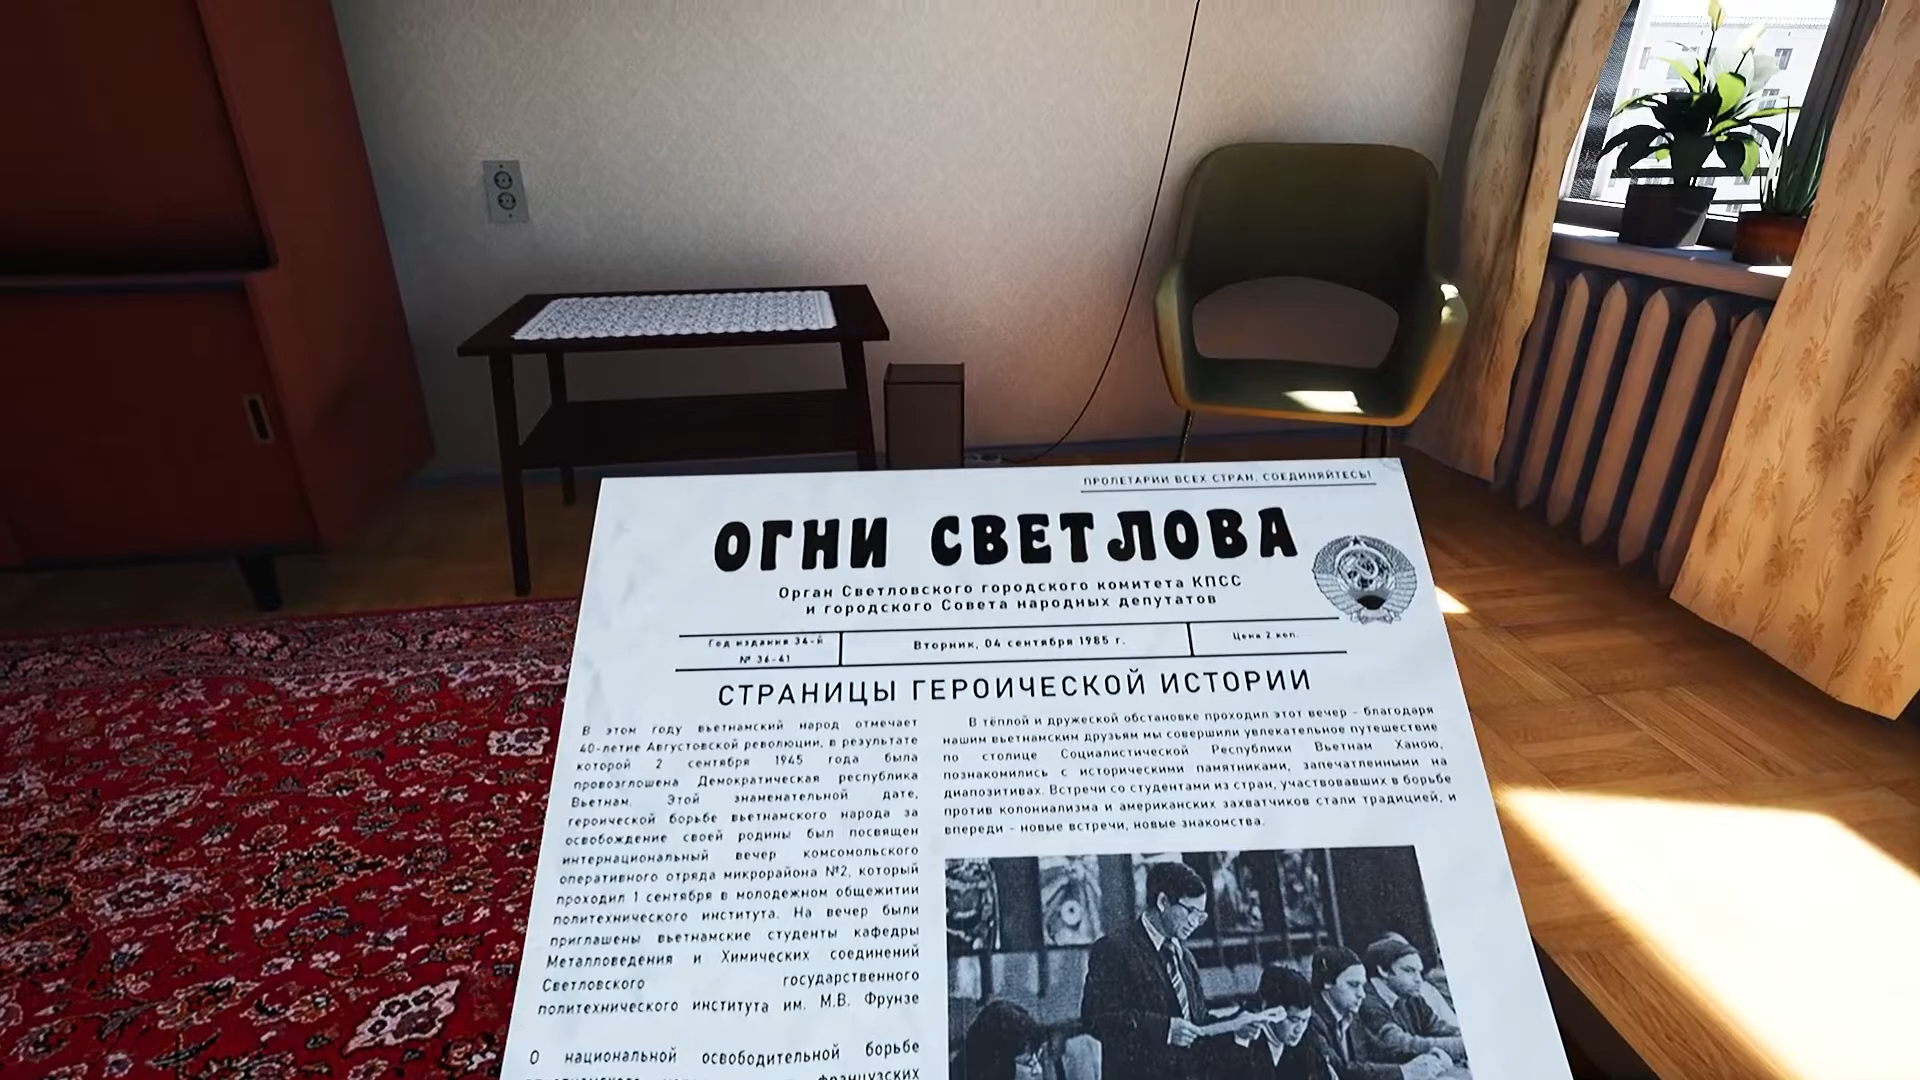 ПРОЛЕТАРИИ ВСЕХ СТРАН, СОЕДИНЯЙТЕСЬ!
ОГНИ СВЕТЛОВА
Орган Светловского городского комитета КПСС
и городского Совета народных депутатов
Год издания 34-й
№ 36-41
Вторник, 04 сентября 1985 г.
Цена 2 коп.
СТРАНИЦЫ ГЕРОИЧЕСКОЙ ИСТОРИИ
В этом году вьетнамский народ отмечает
40-летие Августовской революции, в результате
которой 2 сентября 1945 года была
провозглошена Демократическая республика
Вьетнам. Этой знаменательной дате,
героической борьбе вьетнамского народа за
освобождение своей родины был посвящен
интернациональный вечер комсомольского
оперативного отряда микрорайона №2, который
проходил 1 сентября в молодежном общежитии
политехнического института. На вечер были
приглашены вьетнамские студенты кафедры
Металловедения и Химических соединений
Светловского государственного
политехнического института им. М.В. Фрунзе
О национальной освободительной борьбе
французских
В тёплой и дружеской обстановке проходил этот вечер - благодаря
нашим вьетнамским друзьям мы совершили увлекательное путешествие
по столице Социалистической Республики Вьетнам Ханою,
познакомились с историческими памятниками, запечатленными на
диапозитивах. Встречи со студентами из стран, участвовавших в борьбе
против колониализма и американских захватчиков стали традицией, и
впереди - новые встречи, новые знакомства.